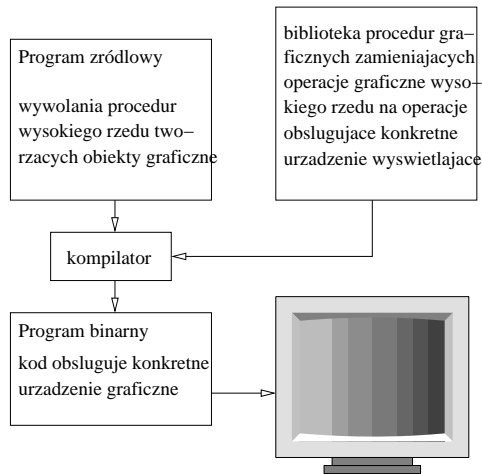 Program zródlowy
wywolania procedur
wysokiego rzedu two–
rzacych obiekty graficzne
biblioteka procedur gra–
ficznych zamieniajacych
operacje graficzne wyso–
kiego rzedu na operacje
obslugujace konkretne
urzadzenie wyswietlajace
kompilator
Program binarny
kod obsluguje konkretne
urzadzenie graficzne